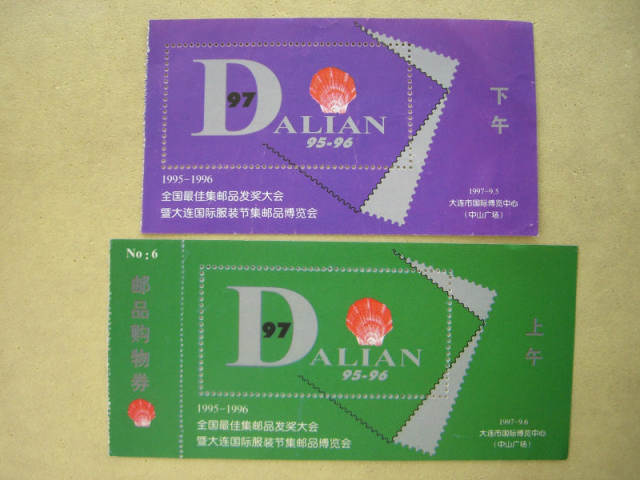 DALIAN
97
95-96
下午
1995-1996
全国最佳集邮品发奖大会
暨大连国际服装节集邮品博览会
1997-9.5
大连市国际博览中心
(中山广场)
No: 6
邮品购物券
DALIAN
97
95-96
上午
1995-1996
全国最佳集邮品发奖大会
暨大连国际服装节集邮品博览会
1997-9.6
大连市国际博览中心
(中山广场)